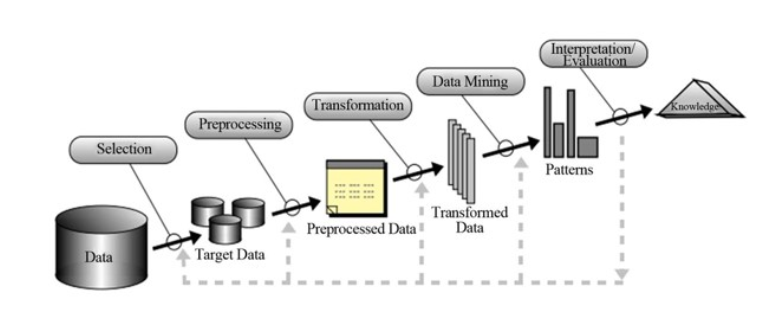 Interpretation/
Evaluation
Data Mining
Transformation
Preprocessing
Selection
Knowledge
Patterns
Transformed
Data
Preprocessed Data
Target Data
Data